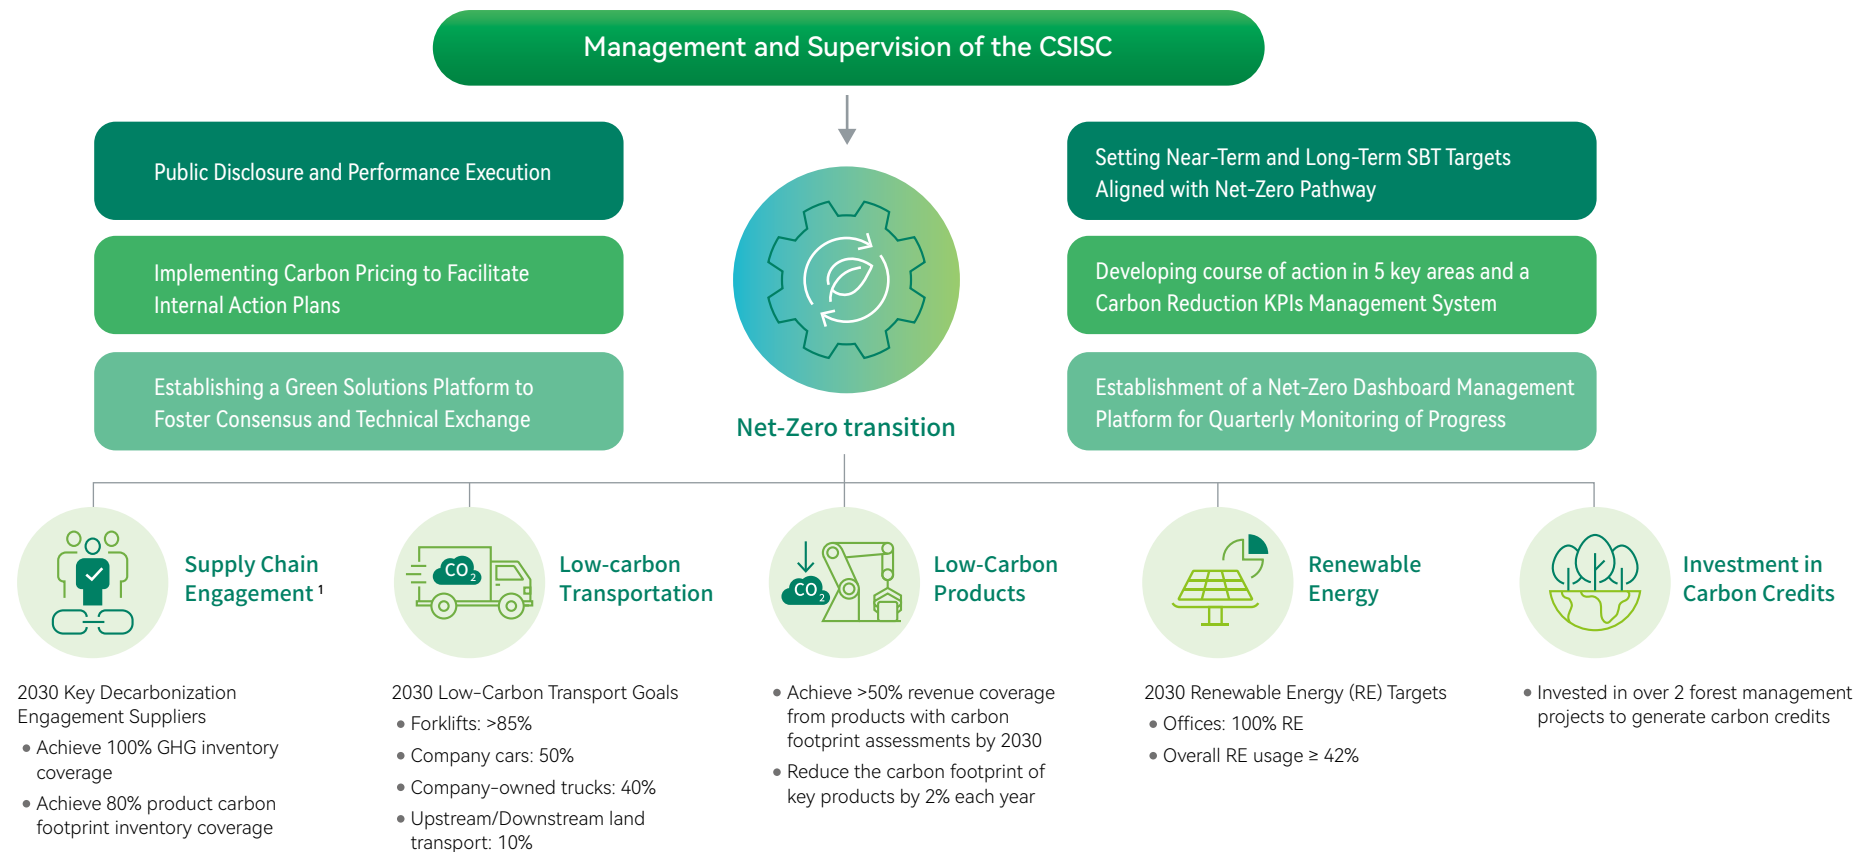 Management and Supervision of the CSISC
Public Disclosure and Performance Execution
Implementing Carbon Pricing to Facilitate
Internal Action Plans
Establishing a Green Solutions Platform to
Foster Consensus and Technical Exchange
Setting Near-Term and Long-Term SBT Targets
Aligned with Net-Zero Pathway
Developing course of action in 5 key areas and a
Carbon Reduction KPIs Management System
Establishment of a Net-Zero Dashboard Management
Platform for Quarterly Monitoring of Progress
Net-Zero transition
Supply Chain
Engagement ¹
2030 Key Decarbonization
Engagement Suppliers
• Achieve 100% GHG inventory
coverage
• Achieve 80% product carbon
footprint inventory coverage
CO₂
Low-carbon
Transportation
2030 Low-Carbon Transport Goals
• Forklifts: >85%
• Company cars: 50%
• Company-owned trucks: 40%
• Upstream/Downstream land
transport: 10%
CO₂
Low-Carbon
Products
• Achieve >50% revenue coverage
from products with carbon
footprint assessments by 2030
• Reduce the carbon footprint of
key products by 2% each year
Renewable
Energy
2030 Renewable Energy (RE) Targets
• Offices: 100% RE
• Overall RE usage ≥ 42%
Investment in
Carbon Credits
• Invested in over 2 forest management
projects to generate carbon credits